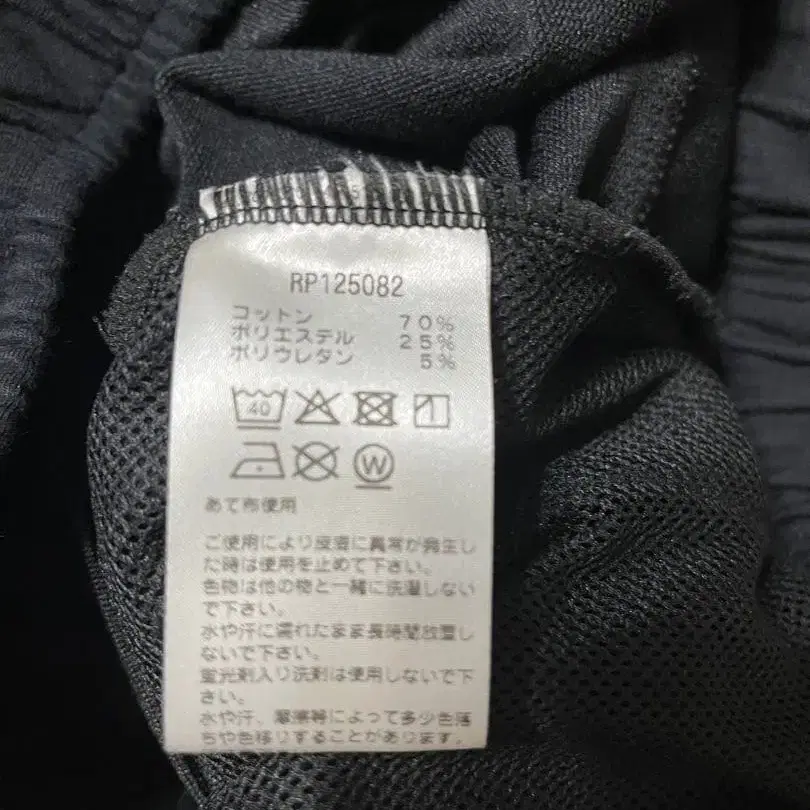 RP125082
コットン 70%
ポリエステル 25%
ポリウレタン 5%
40
W
あて布使用
ご使用により皮膚に異常が発生し
た時は使用を止めて下さい。
色物は他の物と一緒に洗濯しない
で下さい。
水や汗に濡れたまま長時間放置し
ないで下さい。
蛍光剤入り洗剤は使用しないで下
さい。
水や汗、摩擦等によって多少色落
ちや色移りすることがあります。